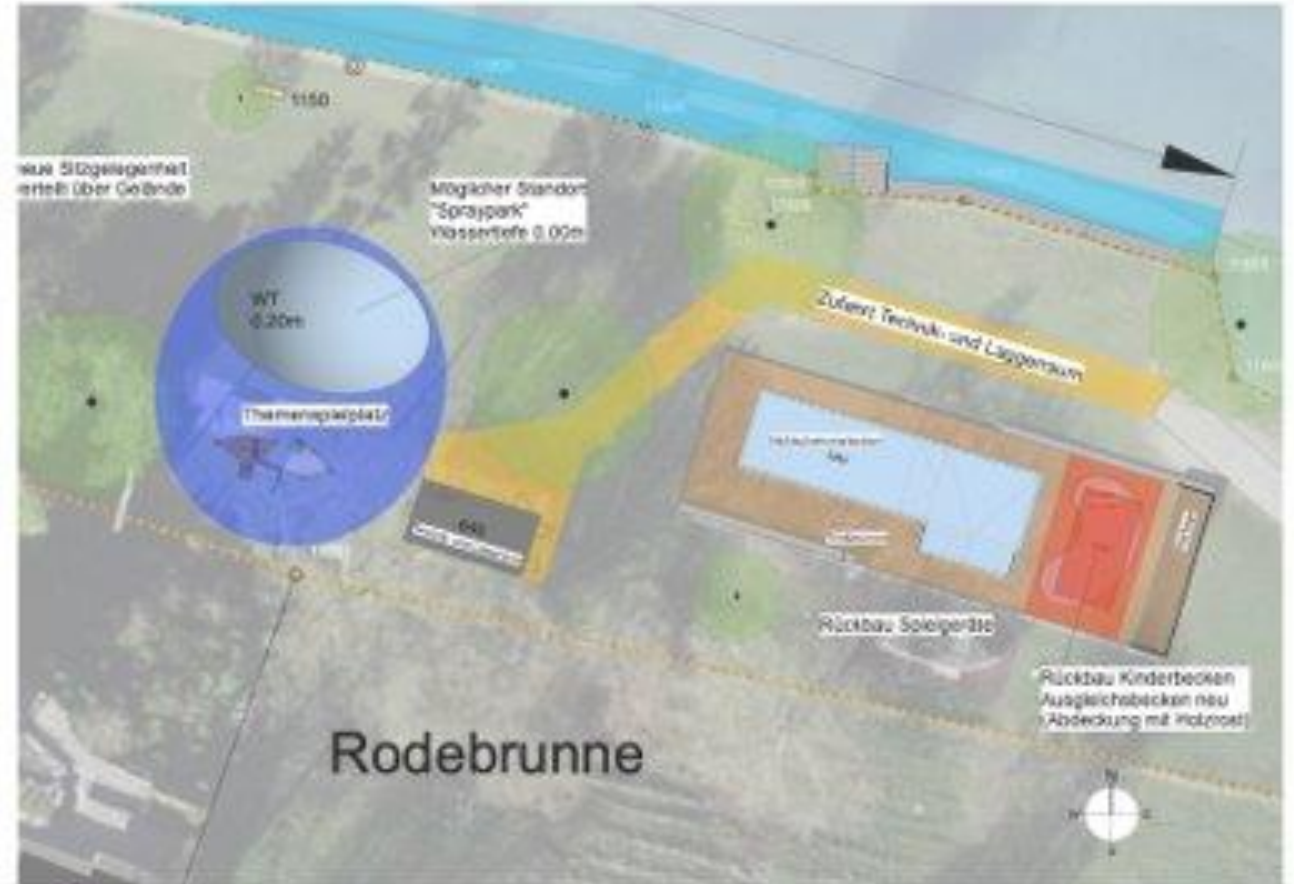 1150
neue Sitzgelegenheit
verteilt über Gelände
Möglicher Standort
"Spraypark"
Wassertiefe 0.00m
WT
0.20m
Zufahrt Technik- und Laggerraum
Themenspielplatz
Rückbau Spielgeräte
Rückbau Kinderbecken
Ausgleichsbecken neu
(Abdeckung mit Holzrost)
Rodebrunne
N